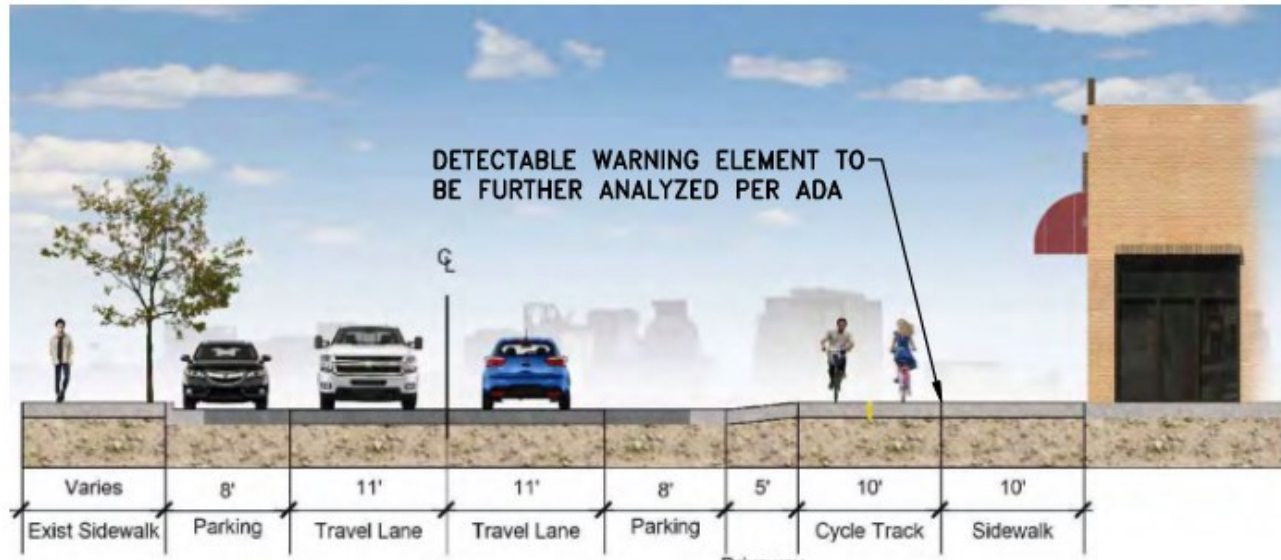 DETECTABLE WARNING ELEMENT TO
BE FURTHER ANALYZED PER ADA
℄
Varies 8' 11' 11' 8' 5' 10' 10'
Exist Sidewalk Parking Travel Lane Travel Lane Parking Cycle Track Sidewalk